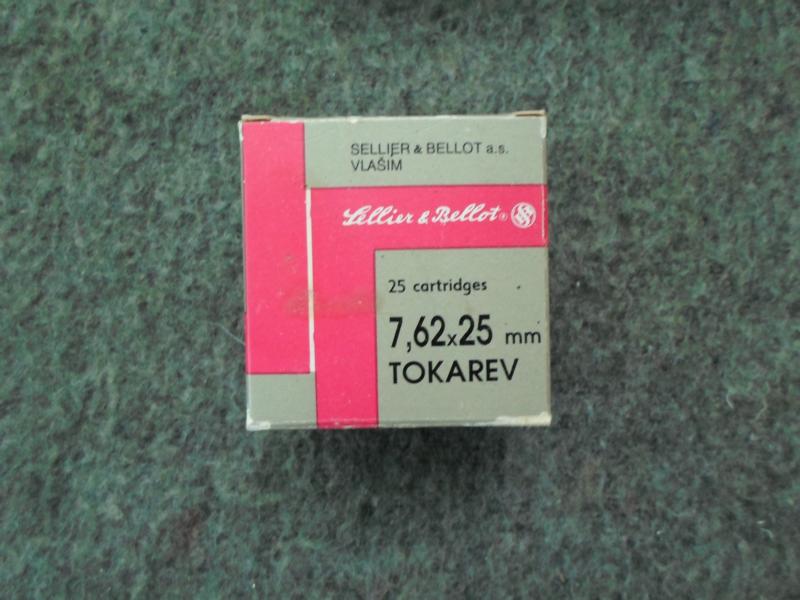 SELLIER & BELLOT a.s.
VLAŠIM
Sellier & Bellot®
25 cartridges
7,62x25 mm
TOKAREV